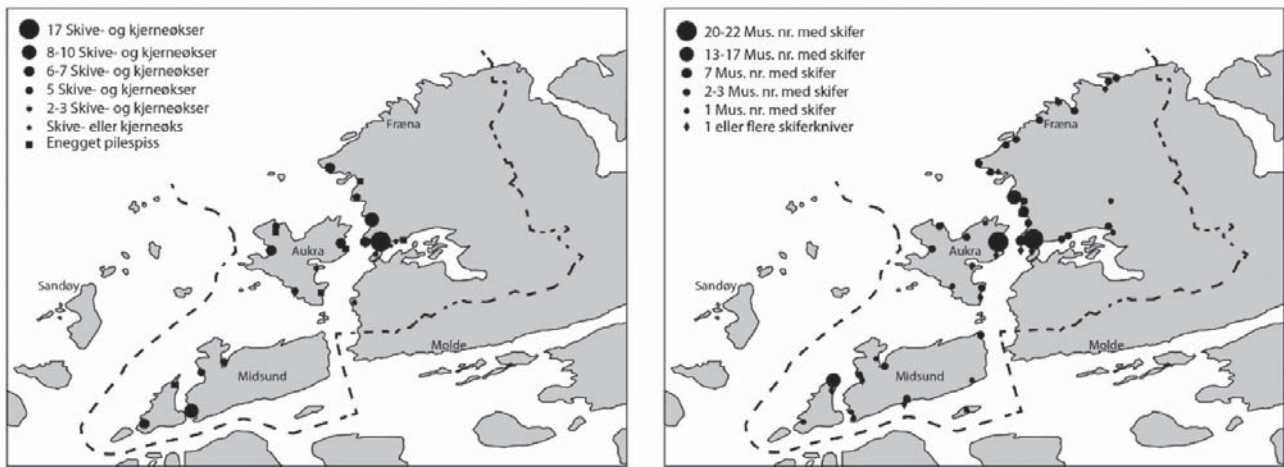 17 Skive- og kjerneøkser
8-10 Skive- og kjerneøkser
6-7 Skive- og kjerneøkser
5 Skive- og kjerneøkser
2-3 Skive- og kjerneøkser
Skive- eller kjerneøks
Enegget pilespiss
Fræna
Aukra
Sandøy
Molde
Midsund
20-22 Mus. nr. med skifer
13-17 Mus. nr. med skifer
7 Mus. nr. med skifer
2-3 Mus. nr. med skifer
1 Mus. nr. med skifer
1 eller flere skiferkniver
Fræna
Aukra
Sandøy
Molde
Midsund